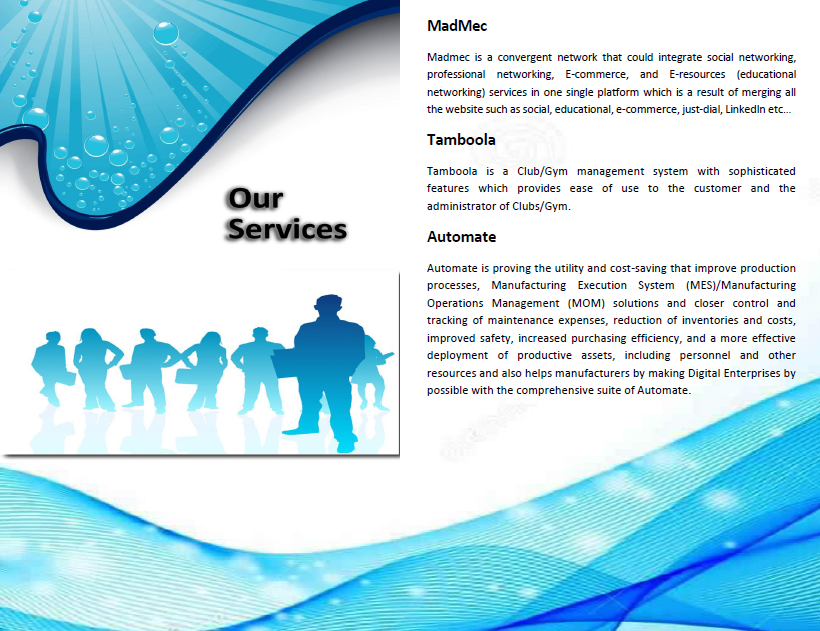 Our
Services
MadMec
Madmec is a convergent network that could integrate social networking,
professional networking, E-commerce, and E-resources (educational
networking) services in one single platform which is a result of merging all
the website such as social, educational, e-commerce, just-dial, LinkedIn etc...
Tamboola
Tamboola is a Club/Gym management system with sophisticated
features which provides ease of use to the customer and the
administrator of Clubs/Gym.
Automate
Automate is proving the utility and cost-saving that improve production
processes, Manufacturing Execution System (MES)/Manufacturing
Operations Management (MOM) solutions and closer control and
tracking of maintenance expenses, reduction of inventories and costs,
improved safety, increased purchasing efficiency, and a more effective
deployment of productive assets, including personnel and other
resources and also helps manufacturers by making Digital Enterprises by
possible with the comprehensive suite of Automate.